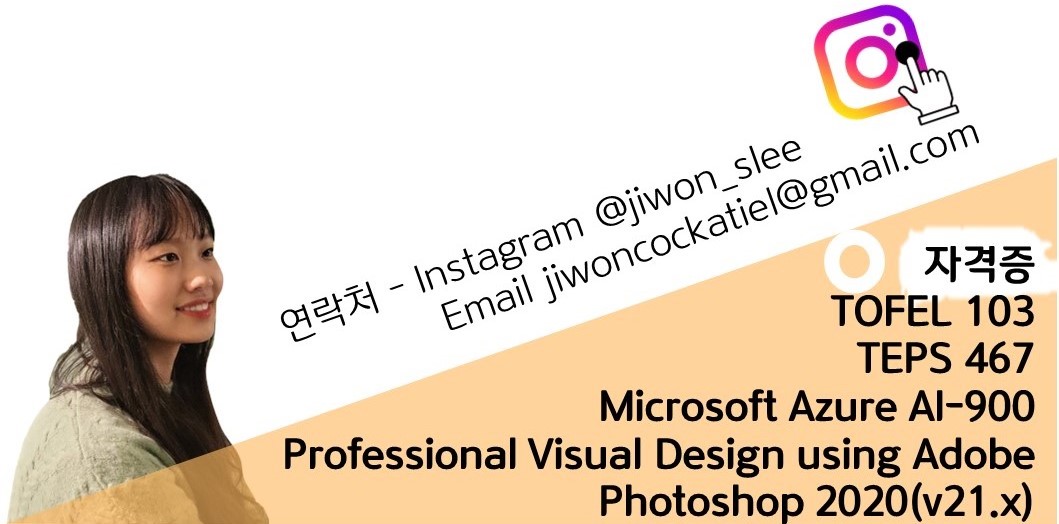 연락처 - Instagram @jiwon_slee
Email jiwoncockatiel@gmail.com
자격증
TOFEL 103
TEPS 467
Microsoft Azure AI-900
Professional Visual Design using Adobe
Photoshop 2020(v21.x)